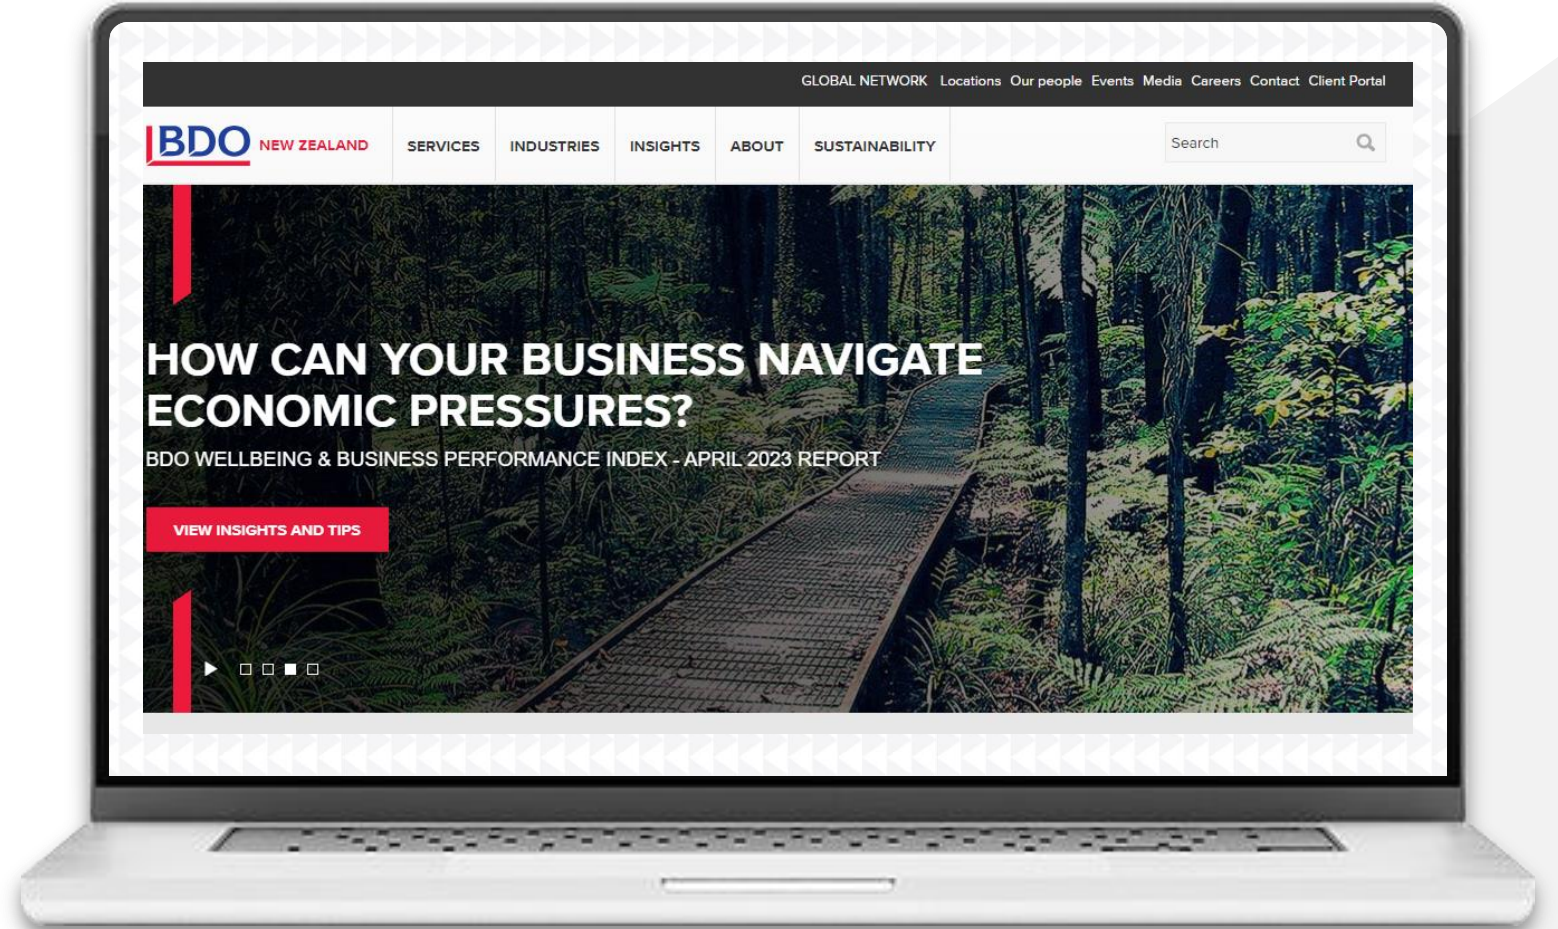 GLOBAL NETWORK Locations Our people Events Media Careers Contact Client Portal
BDO NEW ZEALAND SERVICES INDUSTRIES INSIGHTS ABOUT SUSTAINABILITY Search
HOW CAN YOUR BUSINESS NAVIGATE
ECONOMIC PRESSURES?
BDO WELLBEING & BUSINESS PERFORMANCE INDEX - APRIL 2023 REPORT
VIEW INSIGHTS AND TIPS